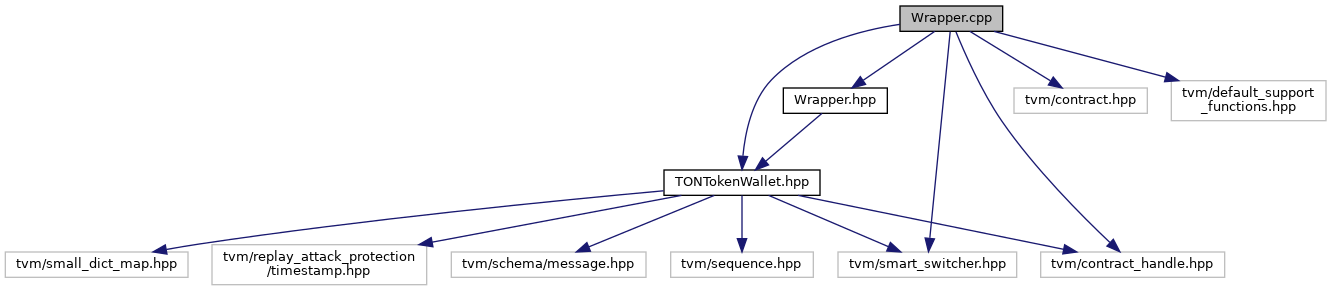 Wrapper.cpp
Wrapper.hpp
tvm/contract.hpp
tvm/default_support
_functions.hpp
TONTokenWallet.hpp
tvm/small_dict_map.hpp
tvm/replay_attack_protection
/timestamp.hpp
tvm/schema/message.hpp
tvm/sequence.hpp
tvm/smart_switcher.hpp
tvm/contract_handle.hpp